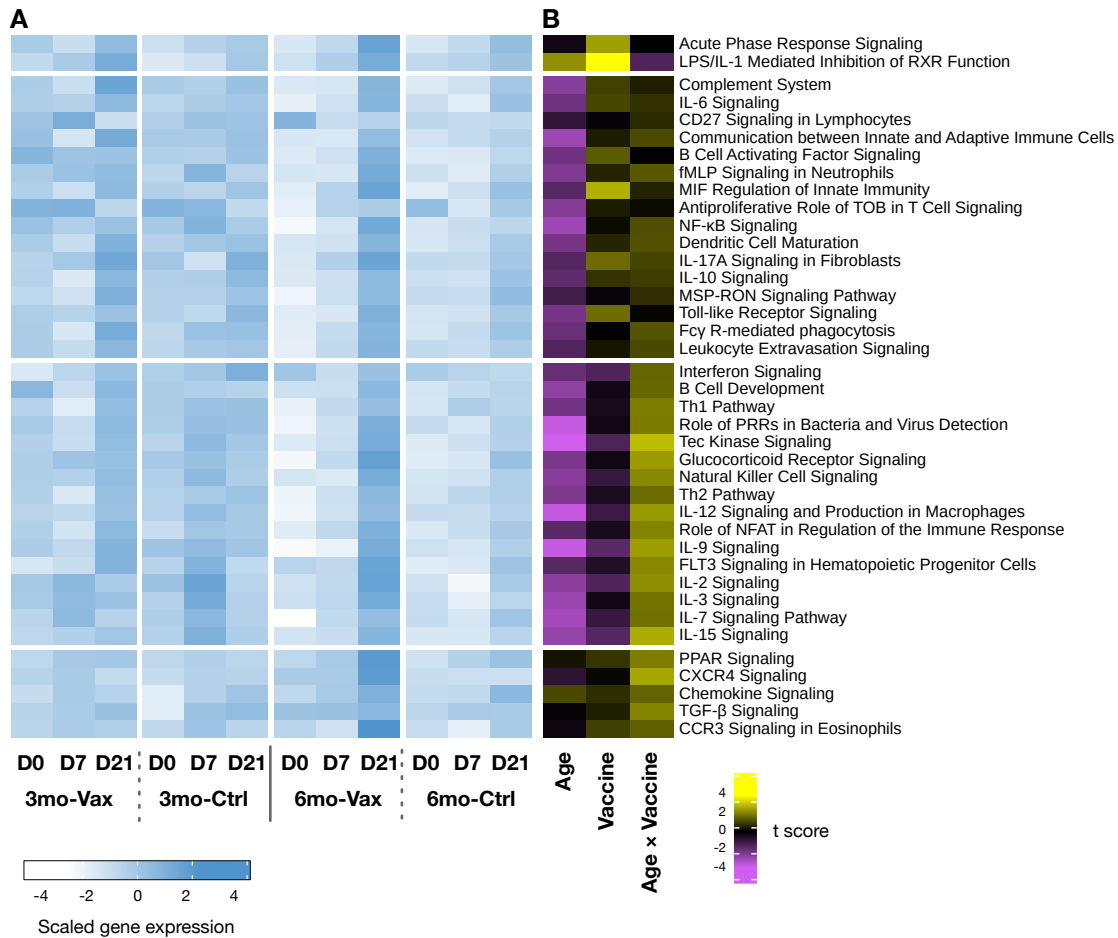 A
B
Acute Phase Response Signaling
LPS/IL-1 Mediated Inhibition of RXR Function
Complement System
IL-6 Signaling
CD27 Signaling in Lymphocytes
Communication between Innate and Adaptive Immune Cells
B Cell Activating Factor Signaling
fMLP Signaling in Neutrophils
MIF Regulation of Innate Immunity
Antiproliferative Role of TOB in T Cell Signaling
NF-κB Signaling
Dendritic Cell Maturation
IL-17A Signaling in Fibroblasts
IL-10 Signaling
MSP-RON Signaling Pathway
Toll-like Receptor Signaling
Fcγ R-mediated phagocytosis
Leukocyte Extravasation Signaling
Interferon Signaling
B Cell Development
Th1 Pathway
Role of PRRs in Bacteria and Virus Detection
Tec Kinase Signaling
Glucocorticoid Receptor Signaling
Natural Killer Cell Signaling
Th2 Pathway
IL-12 Signaling and Production in Macrophages
Role of NFAT in Regulation of the Immune Response
IL-9 Signaling
FLT3 Signaling in Hematopoietic Progenitor Cells
IL-2 Signaling
IL-3 Signaling
IL-7 Signaling Pathway
IL-15 Signaling
PPAR Signaling
CXCR4 Signaling
Chemokine Signaling
TGF-β Signaling
CCR3 Signaling in Eosinophils
D0 D7 D21 D0 D7 D21 D0 D7 D21 D0 D7 D21
3mo-Vax 3mo-Ctrl 6mo-Vax 6mo-Ctrl
Age
Vaccine
Age × Vaccine
4
2
0
-2
-4
t score
-4 -2 0 2 4
Scaled gene expression